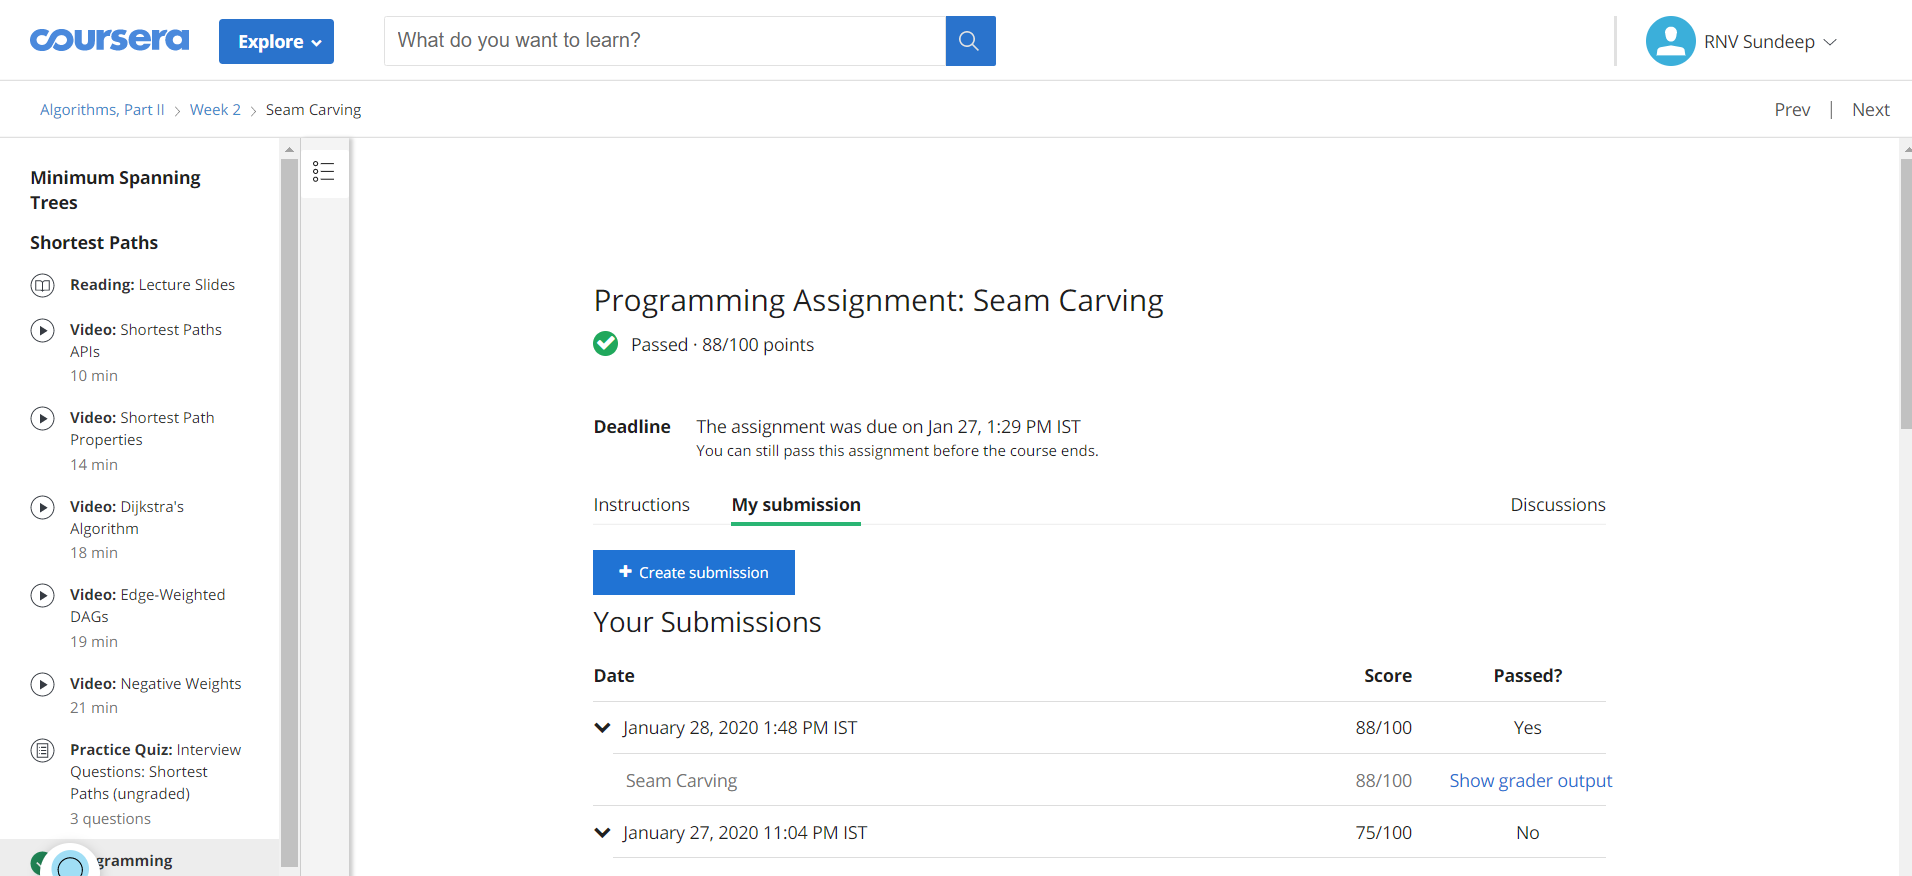 coursera
Explore
What do you want to learn?
RNV Sundeep
Algorithms, Part II > Week 2 > Seam Carving
Prev | Next
Minimum Spanning
Trees
Shortest Paths
Reading: Lecture Slides
Video: Shortest Paths
APIs
10 min
Video: Shortest Path
Properties
14 min
Video: Dijkstra's
Algorithm
18 min
Video: Edge-Weighted
DAGs
19 min
Video: Negative Weights
21 min
Practice Quiz: Interview
Questions: Shortest
Paths (ungraded)
3 questions
gramming
Programming Assignment: Seam Carving
Passed · 88/100 points
Deadline The assignment was due on Jan 27, 1:29 PM IST
You can still pass this assignment before the course ends.
Instructions My submission Discussions
+ Create submission
Your Submissions
Date Score Passed?
January 28, 2020 1:48 PM IST 88/100 Yes
Seam Carving 88/100 Show grader output
January 27, 2020 11:04 PM IST 75/100 No